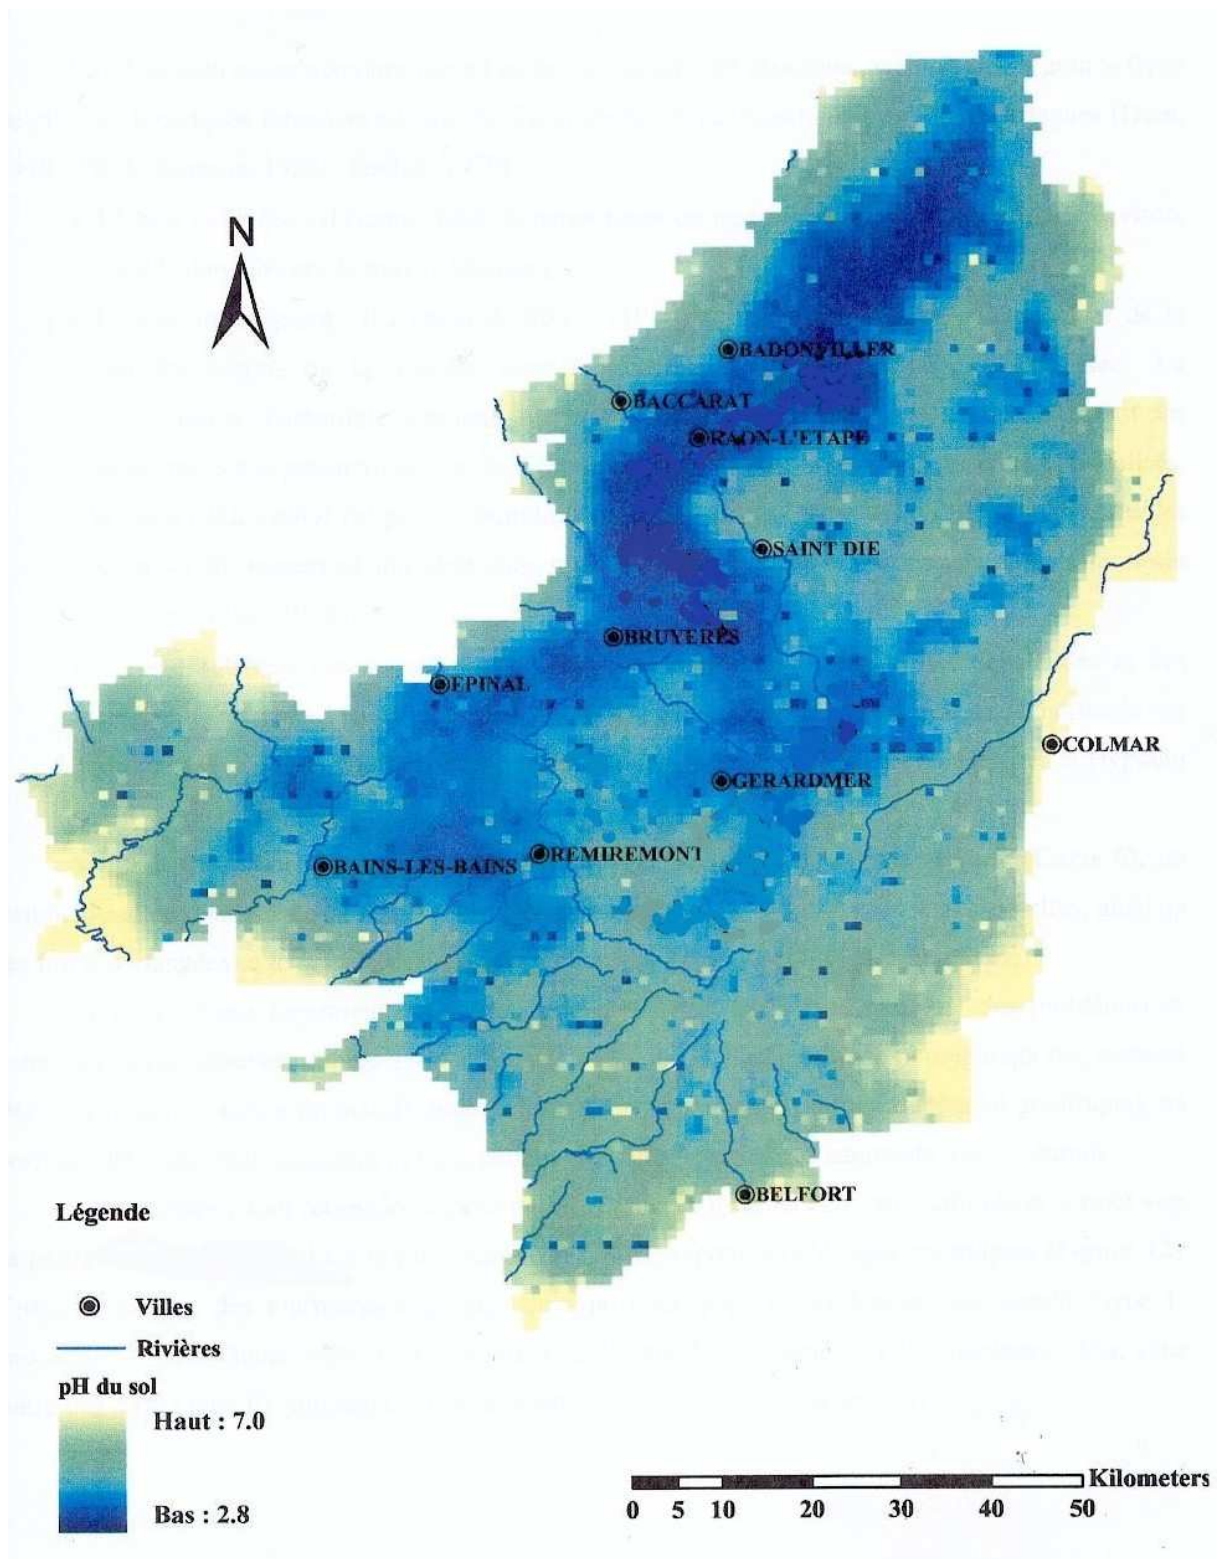 N
BADONVILLER
BACCARAT
RAON-L'ETAPE
SAINT DIE
BRUYERES
EPINAL
COLMAR
GERARDMER
REMIREMONT
BAINS-LES-BAINS
BELFORT
Légende
Villes
Rivières
pH du sol
Haut : 7.0
Bas : 2.8
Kilometers
0 5 10 20 30 40 50